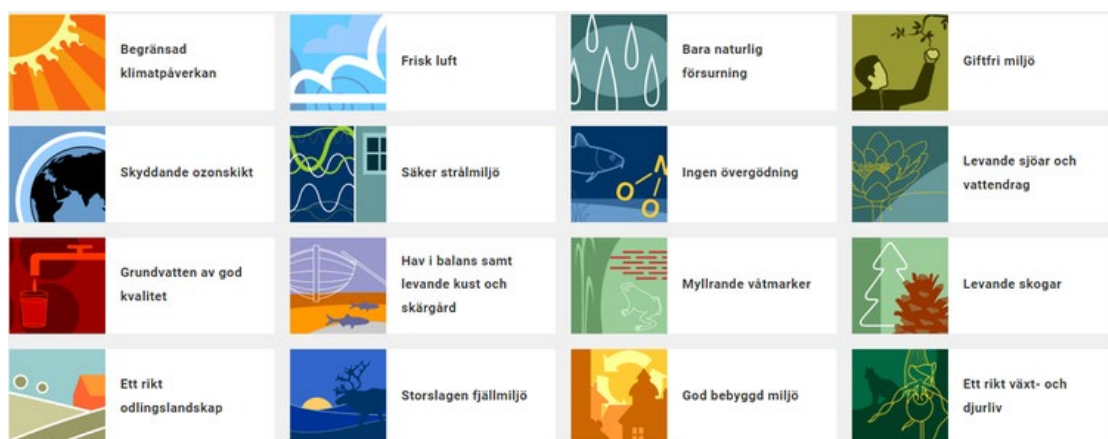 Begränsad
klimatpåverkan
Frisk luft
Bara naturlig
försurning
Giftfri miljö
Skyddande ozonskikt
Säker strålmiljö
N
O O
Ingen övergödning
Levande sjöar och
vattendrag
Grundvatten av god
kvalitet
Hav i balans samt
levande kust och
skärgård
Myllrande våtmarker
Levande skogar
Ett rikt
odlingslandskap
Storslagen fjällmiljö
God bebyggd miljö
Ett rikt växt- och
djurliv